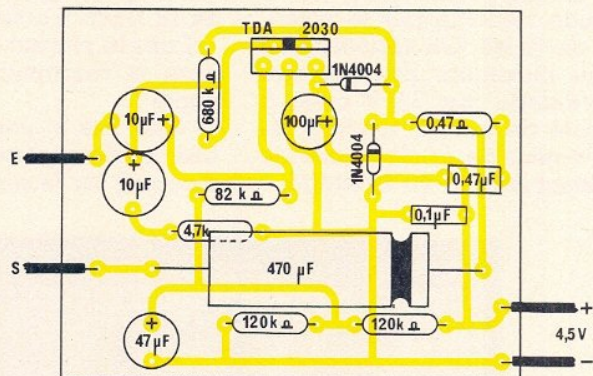 TDA 2030
1N4004
680 kΩ
10µF +
100µF +
0,47Ω
E
1N4004
+
10µF
82 kΩ
0,47µF
4,7k
0,1µF
S
470 µF
+
47µF
120kΩ
120kΩ
+
4,5V
−